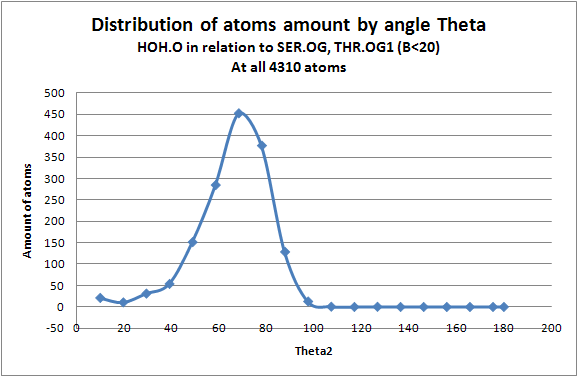 Distribution of atoms amount by angle Theta
HOH.O in relation to SER.OG, THR.OG1 (B<20)
At all 4310 atoms
500
450
400
350
300
250
200
150
100
50
0
-50
0 20 40 60 80 100 120 140 160 180 200
Amount of atoms
Theta2